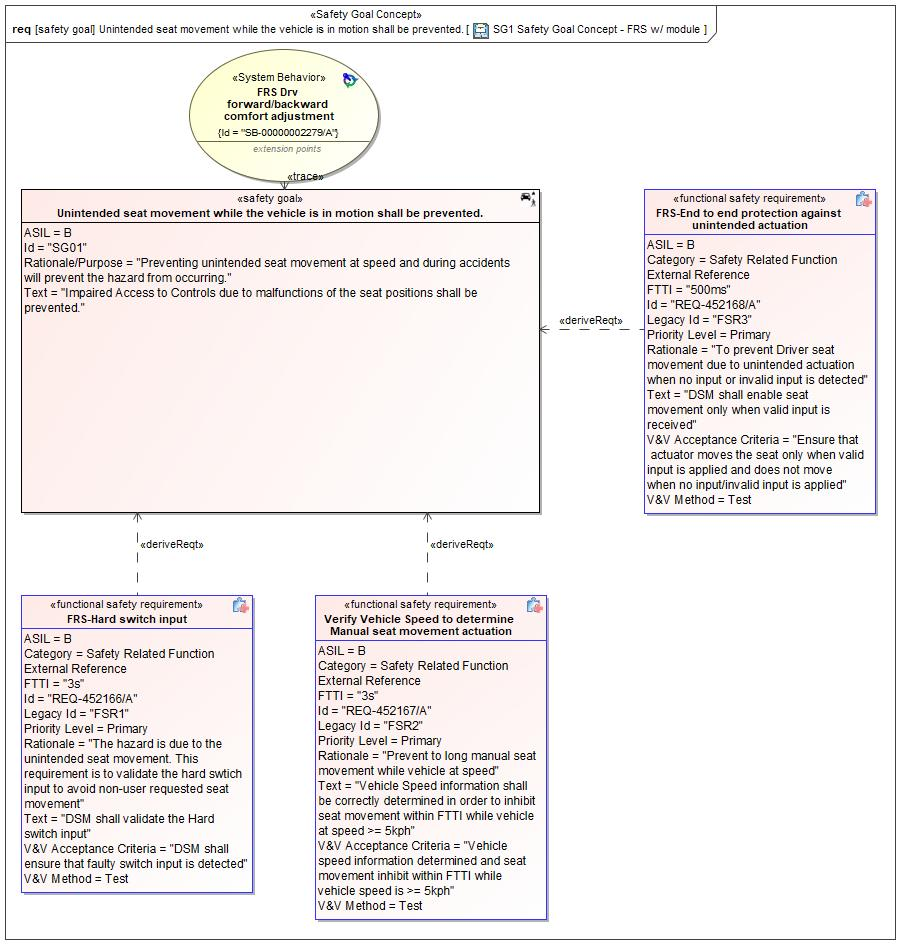 «Safety Goal Concept»
req [safety goal] Unintended seat movement while the vehicle is in motion shall be prevented. [ SG1 Safety Goal Concept - FRS w/ module ]
«System Behavior»
FRS Drv
forward/backward
comfort adjustment
{Id = "SB-00000002279/A"}
extension points
«trace»
«safety goal»
Unintended seat movement while the vehicle is in motion shall be prevented.
ASIL = B
Id = "SG01"
Rationale/Purpose = "Preventing unintended seat movement at speed and during accidents
will prevent the hazard from occurring."
Text = "Impaired Access to Controls due to malfunctions of the seat positions shall be
prevented."
«deriveReqt»
«functional safety requirement»
FRS-End to end protection against
unintended actuation
ASIL = B
Category = Safety Related Function
External Reference
FTTI = "500ms"
Id = "REQ-452168/A"
Legacy Id = "FSR3"
Priority Level = Primary
Rationale = "To prevent Driver seat
movement due to unintended actuation
when no input or invalid input is detected"
Text = "DSM shall enable seat
movement only when valid input is
received"
V&V Acceptance Criteria = "Ensure that
actuator moves the seat only when valid
input is applied and does not move
when no input/invalid input is applied"
V&V Method = Test
«deriveReqt»
«deriveReqt»
«functional safety requirement»
FRS-Hard switch input
ASIL = B
Category = Safety Related Function
External Reference
FTTI = "3s"
Id = "REQ-452166/A"
Legacy Id = "FSR1"
Priority Level = Primary
Rationale = "The hazard is due to the
unintended seat movement. This
requirement is to validate the hard swtich
input to avoid non-user requested seat
movement"
Text = "DSM shall validate the Hard
switch input"
V&V Acceptance Criteria = "DSM shall
ensure that faulty switch input is detected"
V&V Method = Test
«functional safety requirement»
Verify Vehicle Speed to determine
Manual seat movement actuation
ASIL = B
Category = Safety Related Function
External Reference
FTTI = "3s"
Id = "REQ-452167/A"
Legacy Id = "FSR2"
Priority Level = Primary
Rationale = "Prevent to long manual seat
movement while vehicle at speed"
Text = "Vehicle Speed information shall
be correctly determined in order to inhibit
seat movement within FTTI while vehicle
at speed >= 5kph"
V&V Acceptance Criteria = "Vehicle
speed information determined and seat
movement inhibit within FTTI while
vehicle speed is >= 5kph"
V&V Method = Test